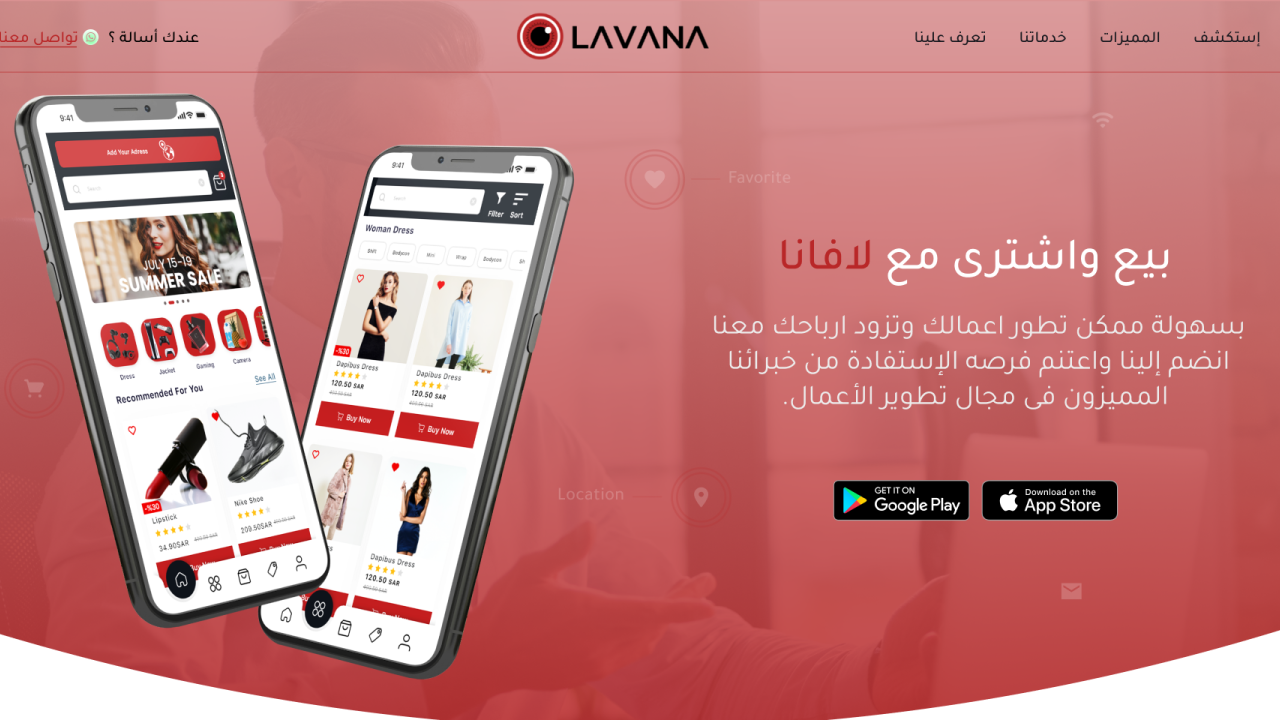 إستكشف
المميزات
خدماتنا
تعرف علينا
LAVANA
عندك أسالة ؟
تواصل معنا
Favorite
بيع واشترى مع لافانا
بسهولة ممكن تطور اعمالك وتزود ارباحك معنا
انضم إلينا واعتنم فرصه الإستفادة من خبرائنا
المميزون فى مجال تطوير الأعمال.
GET IT ON
Google Play
Download on the
App Store
Location
9:41
Add Your Adress
Search
JULY 15-19
SUMMER SALE
Dress
Jacket
Gaming
Camera
Recommended For You
See All
-%30
Lipstick
34.90SAR
Nike Shoe
209.50SAR
9:41
Filter
Sort
Woman Dress
Bodycon
Mini
Wrap
Bodycon
-%30
Dapibus Dress
120.50 SAR
Buy Now
Dapibus Dress
120.50 SAR
Buy Now
Dapibus Dress
120.50 SAR